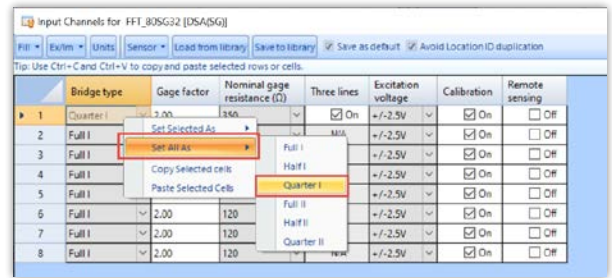 Input Channels for FFT_80SG32 [DSA(SG)]
Fill Ex/Im Units Sensor Load from library Save to library Save as default Avoid Location ID duplication
Tip: Use Ctrl+C and Ctrl+V to copy and paste selected rows or cells.
Bridge type Gage factor Nominal gage resistance (Ω) Three lines Excitation voltage Calibration Remote sensing
1 Quarter I 2.00 350 On +/-2.5V On Off
2 Full I N/A +/-2.5V On Off
3 Full I +/-2.5V On Off
4 Full I +/-2.5V On Off
5 Full I +/-2.5V On Off
6 Full I 2.00 120 +/-2.5V On Off
7 Full I 2.00 120 +/-2.5V On Off
8 Full I 2.00 120 N/A +/-2.5V On Off
Set Selected As
Set All As
Copy Selected cells
Paste Selected Cells
Full I
Half I
Quarter I
Full II
Half II
Quarter II